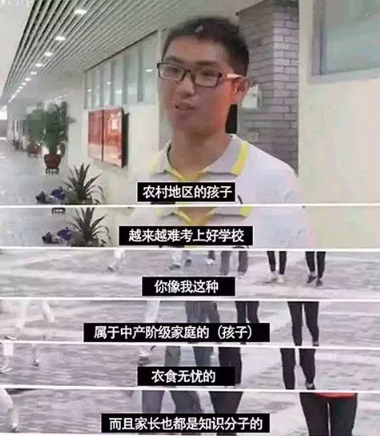 农村地区的孩子
越来越难考上好学校
你像我这种
属于中产阶级家庭的（孩子）
衣食无忧的
而且家长也都是知识分子的